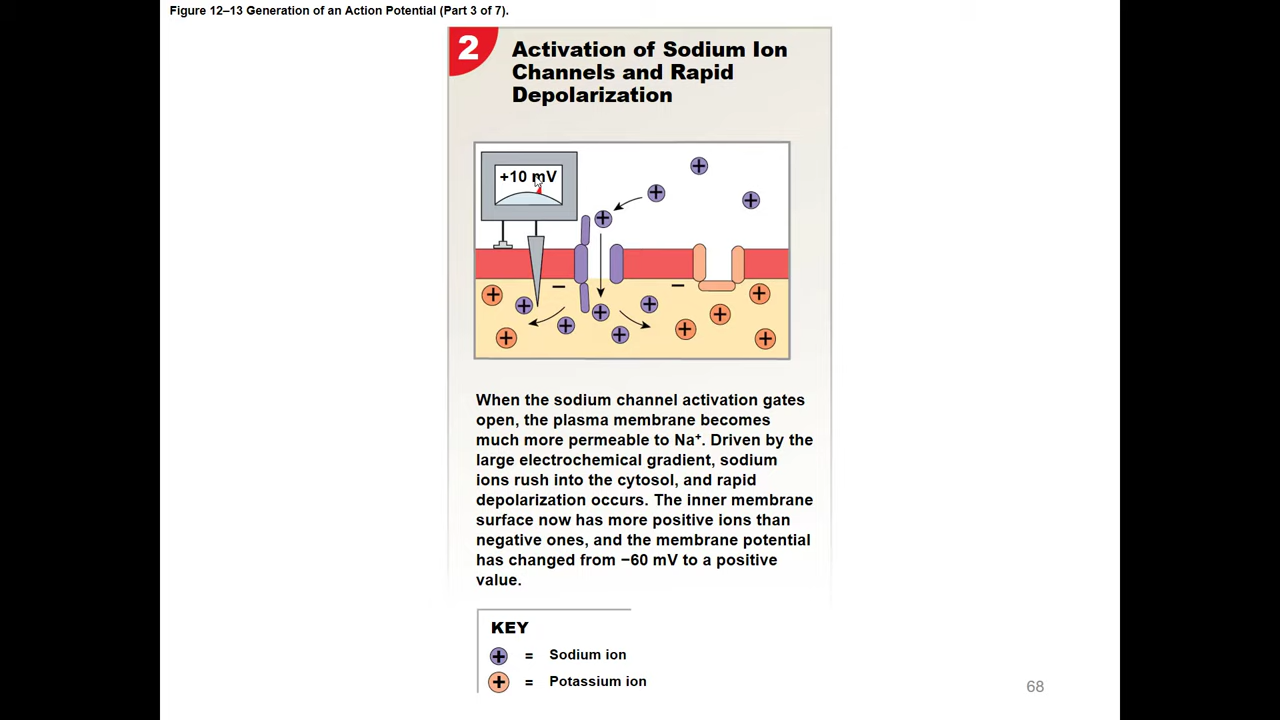 Figure 12–13 Generation of an Action Potential (Part 3 of 7).
2
Activation of Sodium Ion
Channels and Rapid
Depolarization
+10 mV
When the sodium channel activation gates
open, the plasma membrane becomes
much more permeable to Na⁺. Driven by the
large electrochemical gradient, sodium
ions rush into the cytosol, and rapid
depolarization occurs. The inner membrane
surface now has more positive ions than
negative ones, and the membrane potential
has changed from −60 mV to a positive
value.
KEY
+ = Sodium ion
+ = Potassium ion
68